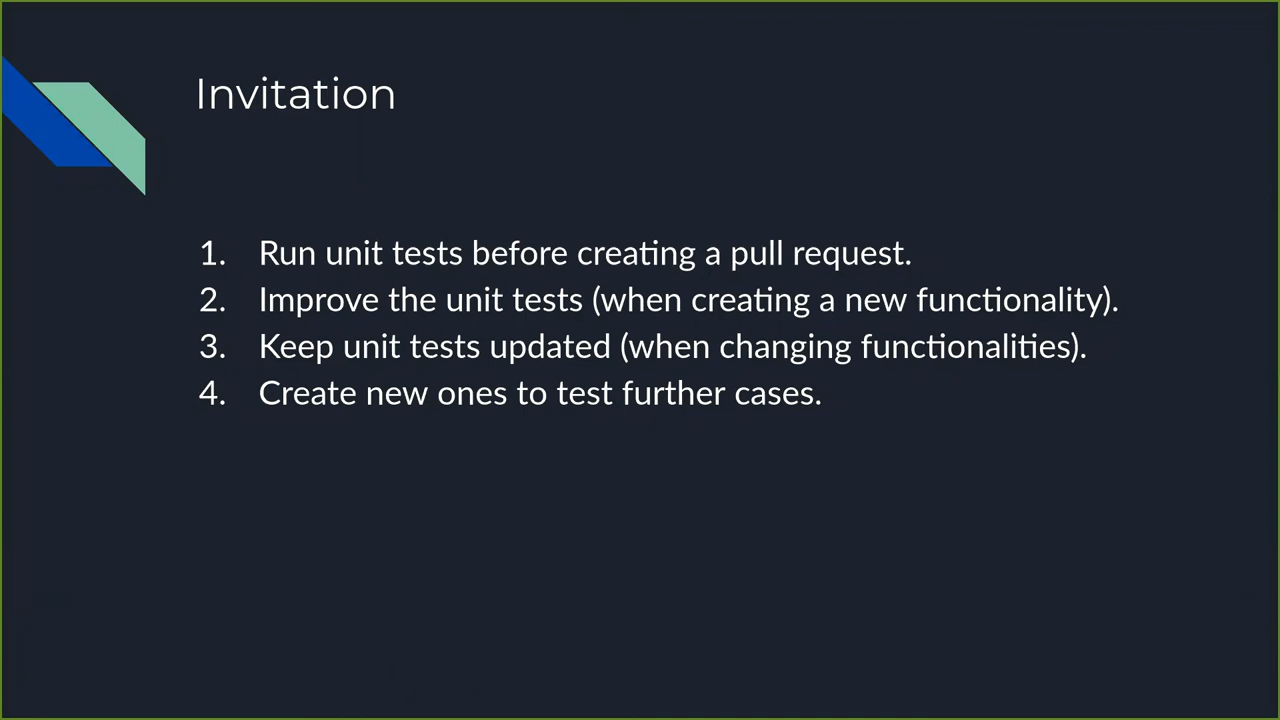 Invitation
1. Run unit tests before creating a pull request.
2. Improve the unit tests (when creating a new functionality).
3. Keep unit tests updated (when changing functionalities).
4. Create new ones to test further cases.